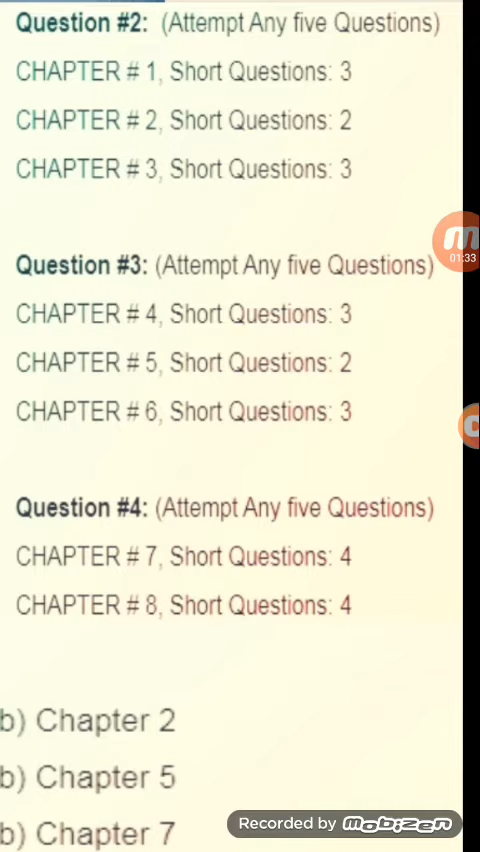 Question #2: (Attempt Any five Questions)
CHAPTER # 1, Short Questions: 3
CHAPTER # 2, Short Questions: 2
CHAPTER # 3, Short Questions: 3
01:33
Question #3: (Attempt Any five Questions)
CHAPTER # 4, Short Questions: 3
CHAPTER # 5, Short Questions: 2
CHAPTER # 6, Short Questions: 3
Question #4: (Attempt Any five Questions)
CHAPTER # 7, Short Questions: 4
CHAPTER # 8, Short Questions: 4
b) Chapter 2
b) Chapter 5
b) Chapter 7
Recorded by mobizen